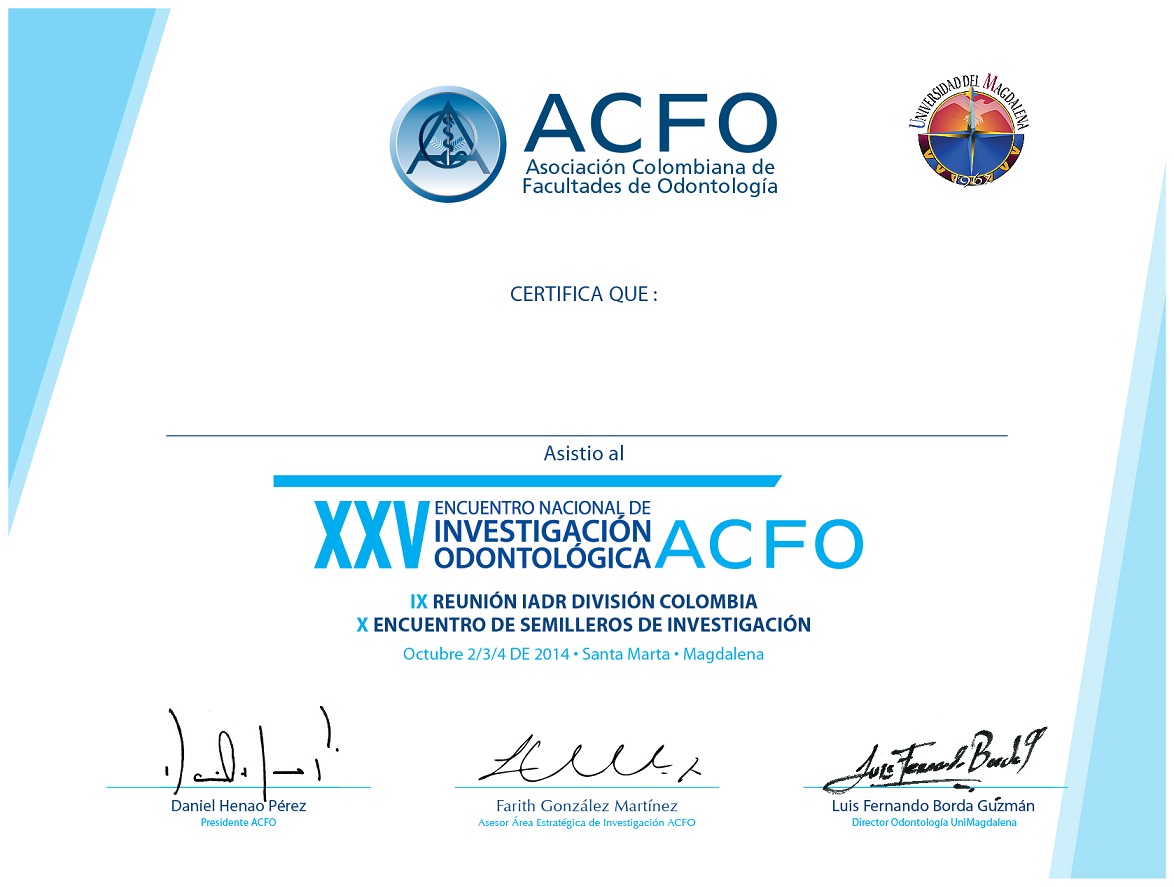 ACFO
Asociación Colombiana de
Facultades de Odontología
UNIVERSIDAD DEL MAGDALENA
1962
CERTIFICA QUE :
Asistio al
XXV ENCUENTRO NACIONAL DE
INVESTIGACIÓN
ODONTOLÓGICA ACFO
IX REUNIÓN IADR DIVISIÓN COLOMBIA
X ENCUENTRO DE SEMILLEROS DE INVESTIGACIÓN
Octubre 2/3/4 DE 2014 • Santa Marta • Magdalena
Luis Fernando Borda G
Daniel Henao Pérez
Presidente ACFO
Farith González Martínez
Asesor Área Estratégica de Investigación ACFO
Luis Fernando Borda Guzmán
Director Odontología UniMagdalena